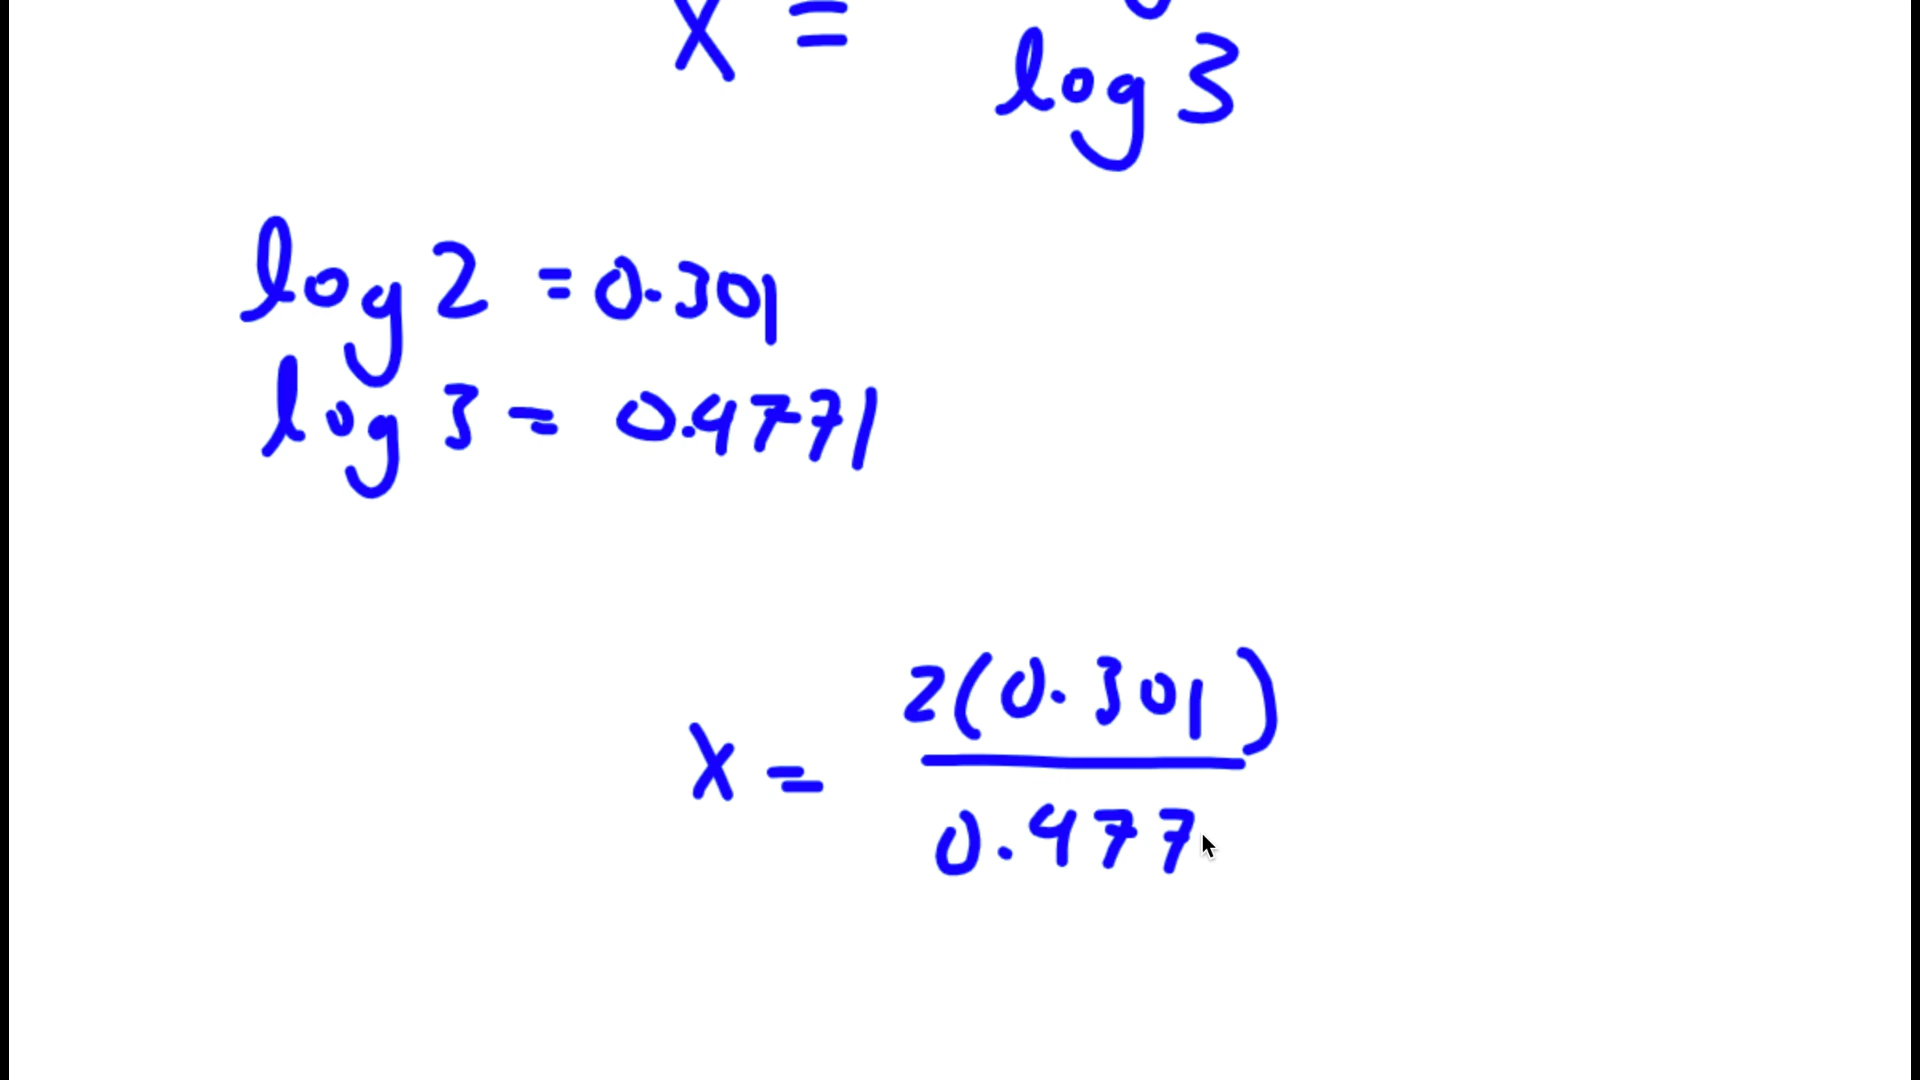 x =
log 3
log 2 = 0.301
log 3 = 0.4771
x = 2(0.301)
0.477